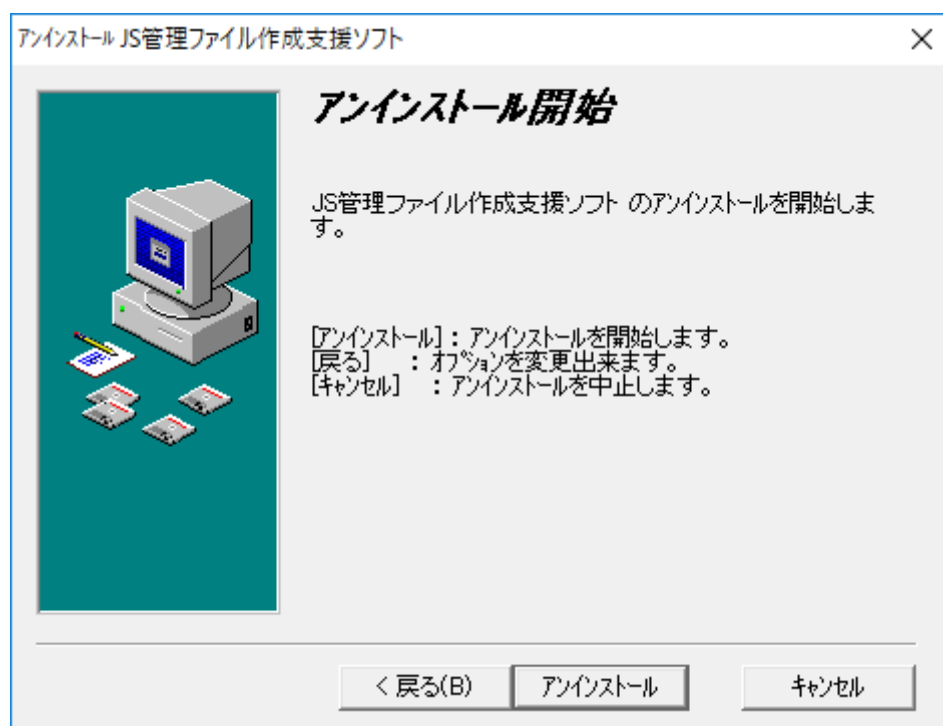 アンインストール JS管理ファイル作成支援ソフト
アンインストール開始
JS管理ファイル作成支援ソフト のアンインストールを開始しま
す。
[アンインストール]：アンインストールを開始します。
[戻る]　：オプションを変更出来ます。
[キャンセル]　：アンインストールを中止します。
< 戻る(B)
アンインストール
キャンセル